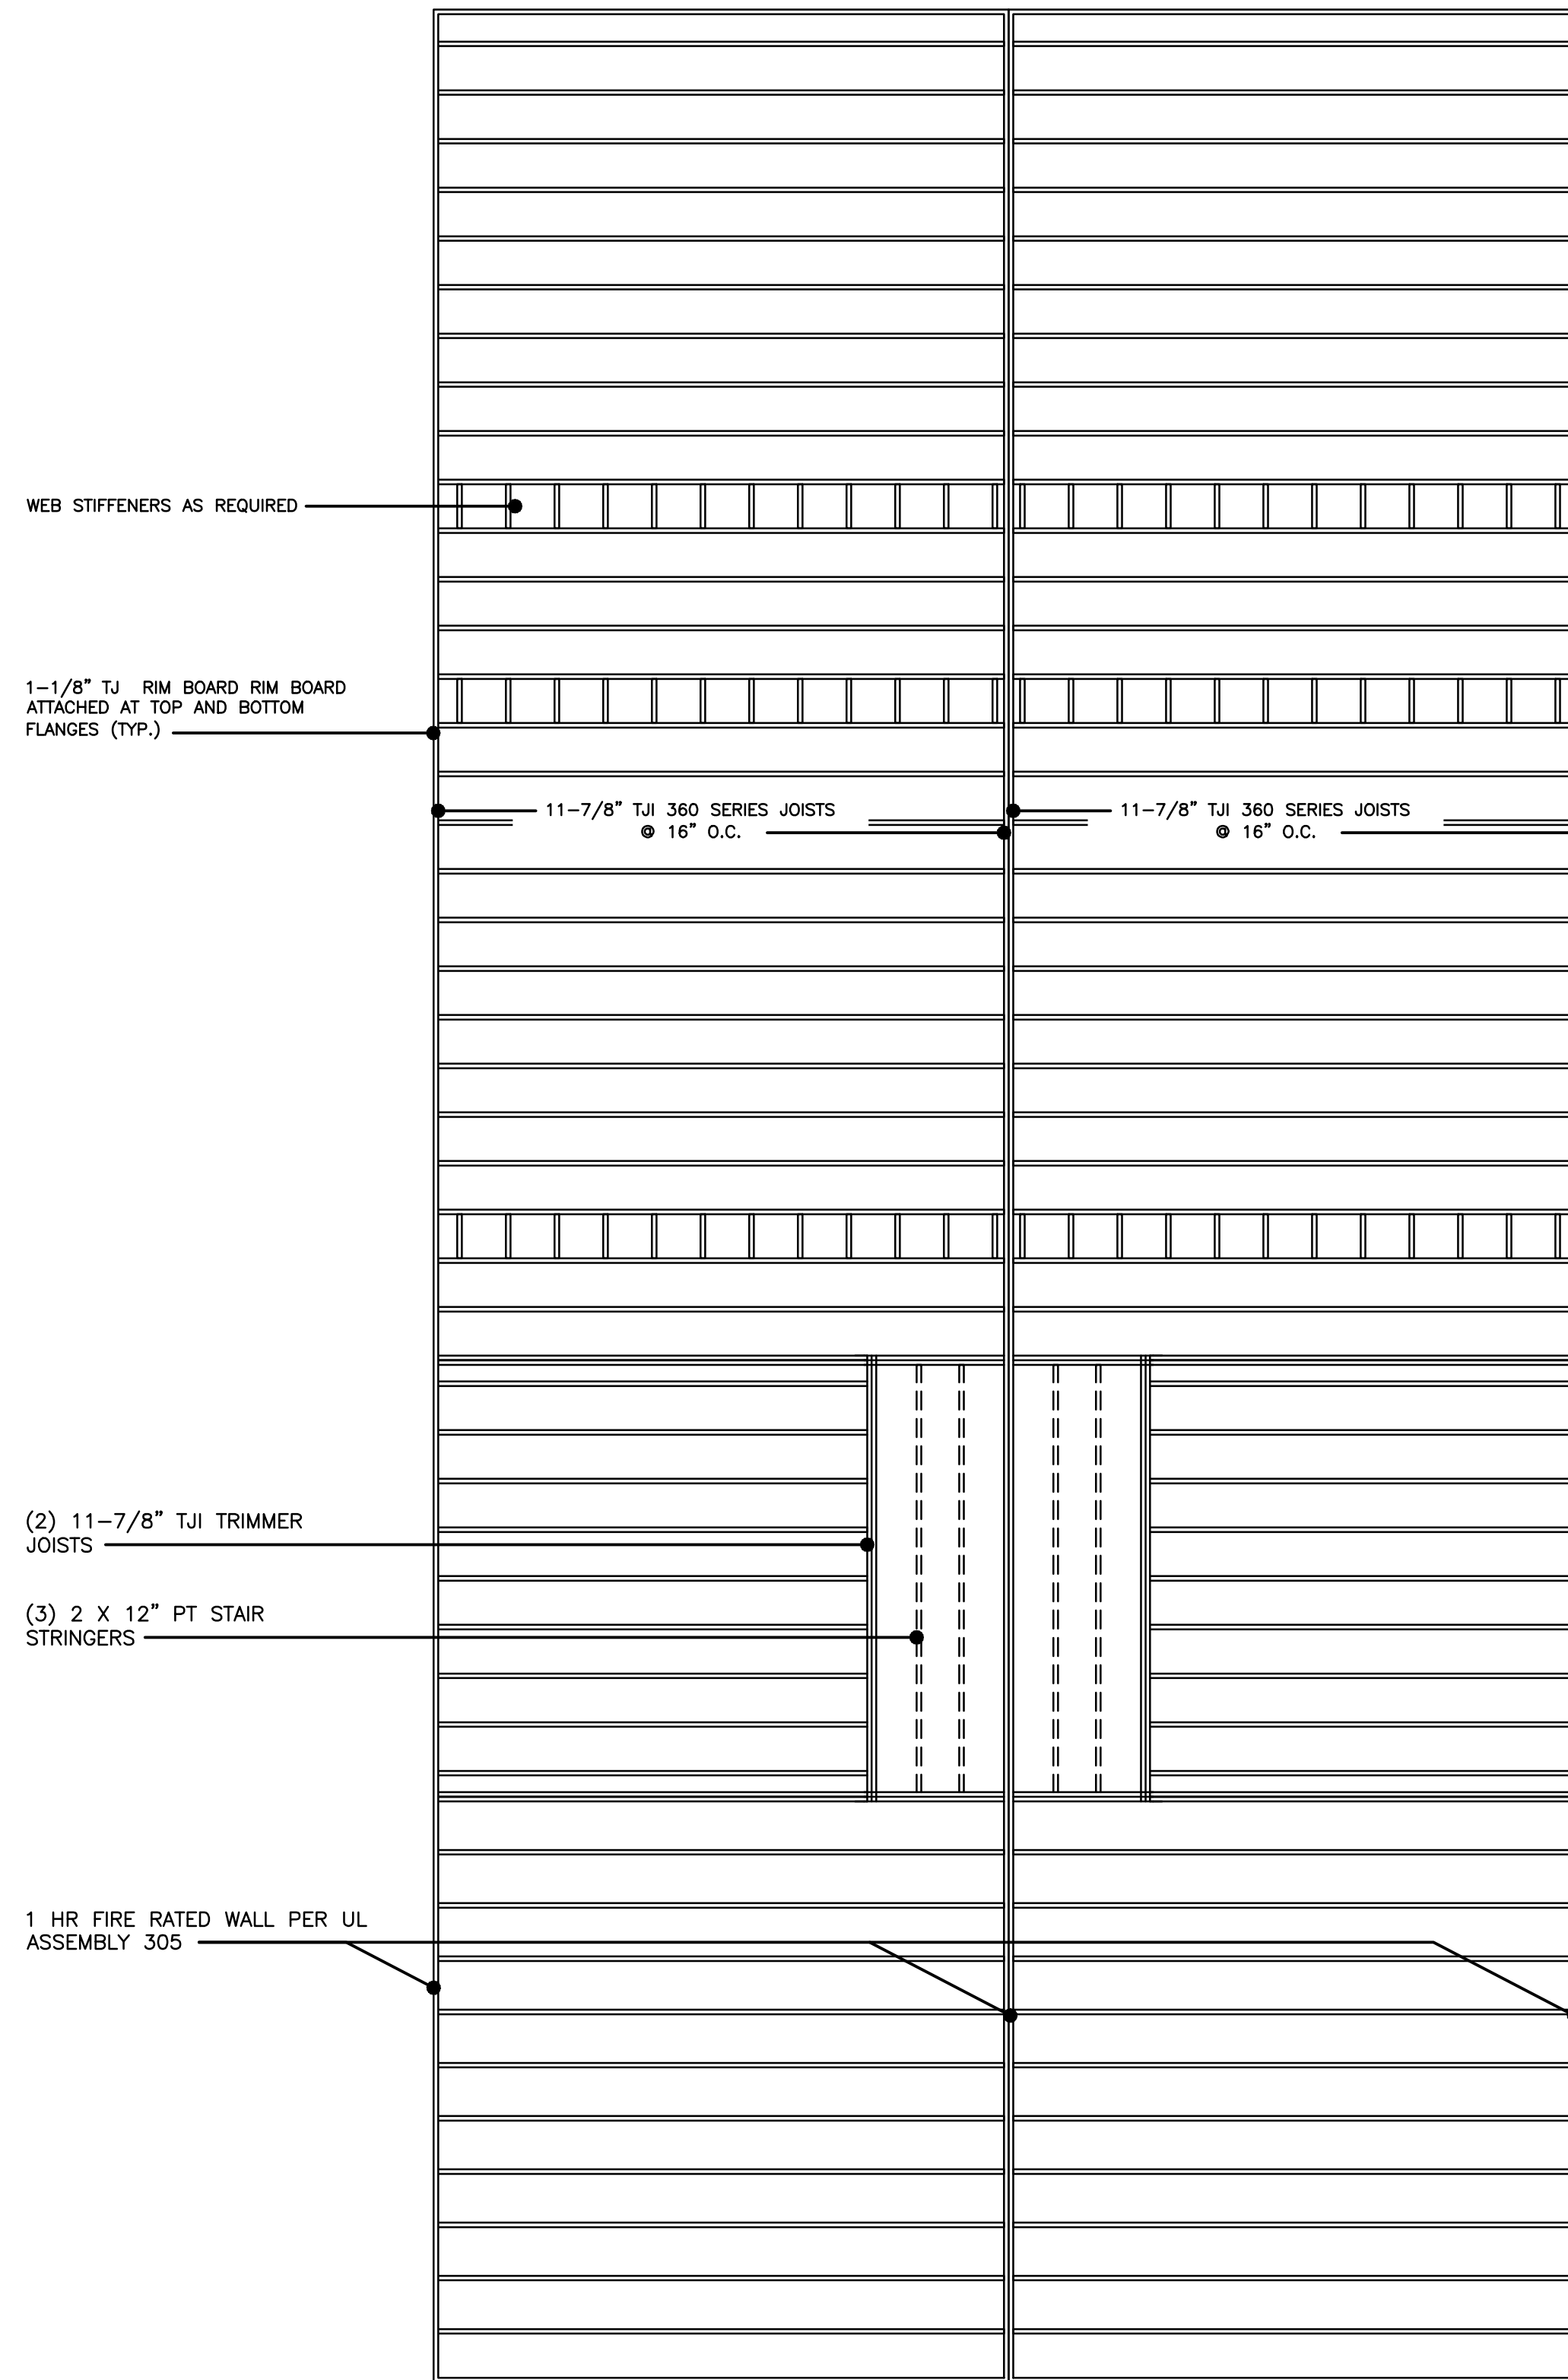 WEB STIFFENERS AS REQUIRED
1-1/8" TJ RIM BOARD RIM BOARD
ATTACHED AT TOP AND BOTTOM
FLANGES (TYP.)
11-7/8" TJI 360 SERIES JOISTS
@ 16" O.C.
11-7/8" TJI 360 SERIES JOISTS
@ 16" O.C.
(2) 11-7/8" TJI TRIMMER
JOISTS
(3) 2 X 12" PT STAIR
STRINGERS
1 HR FIRE RATED WALL PER UL
ASSEMBLY 305